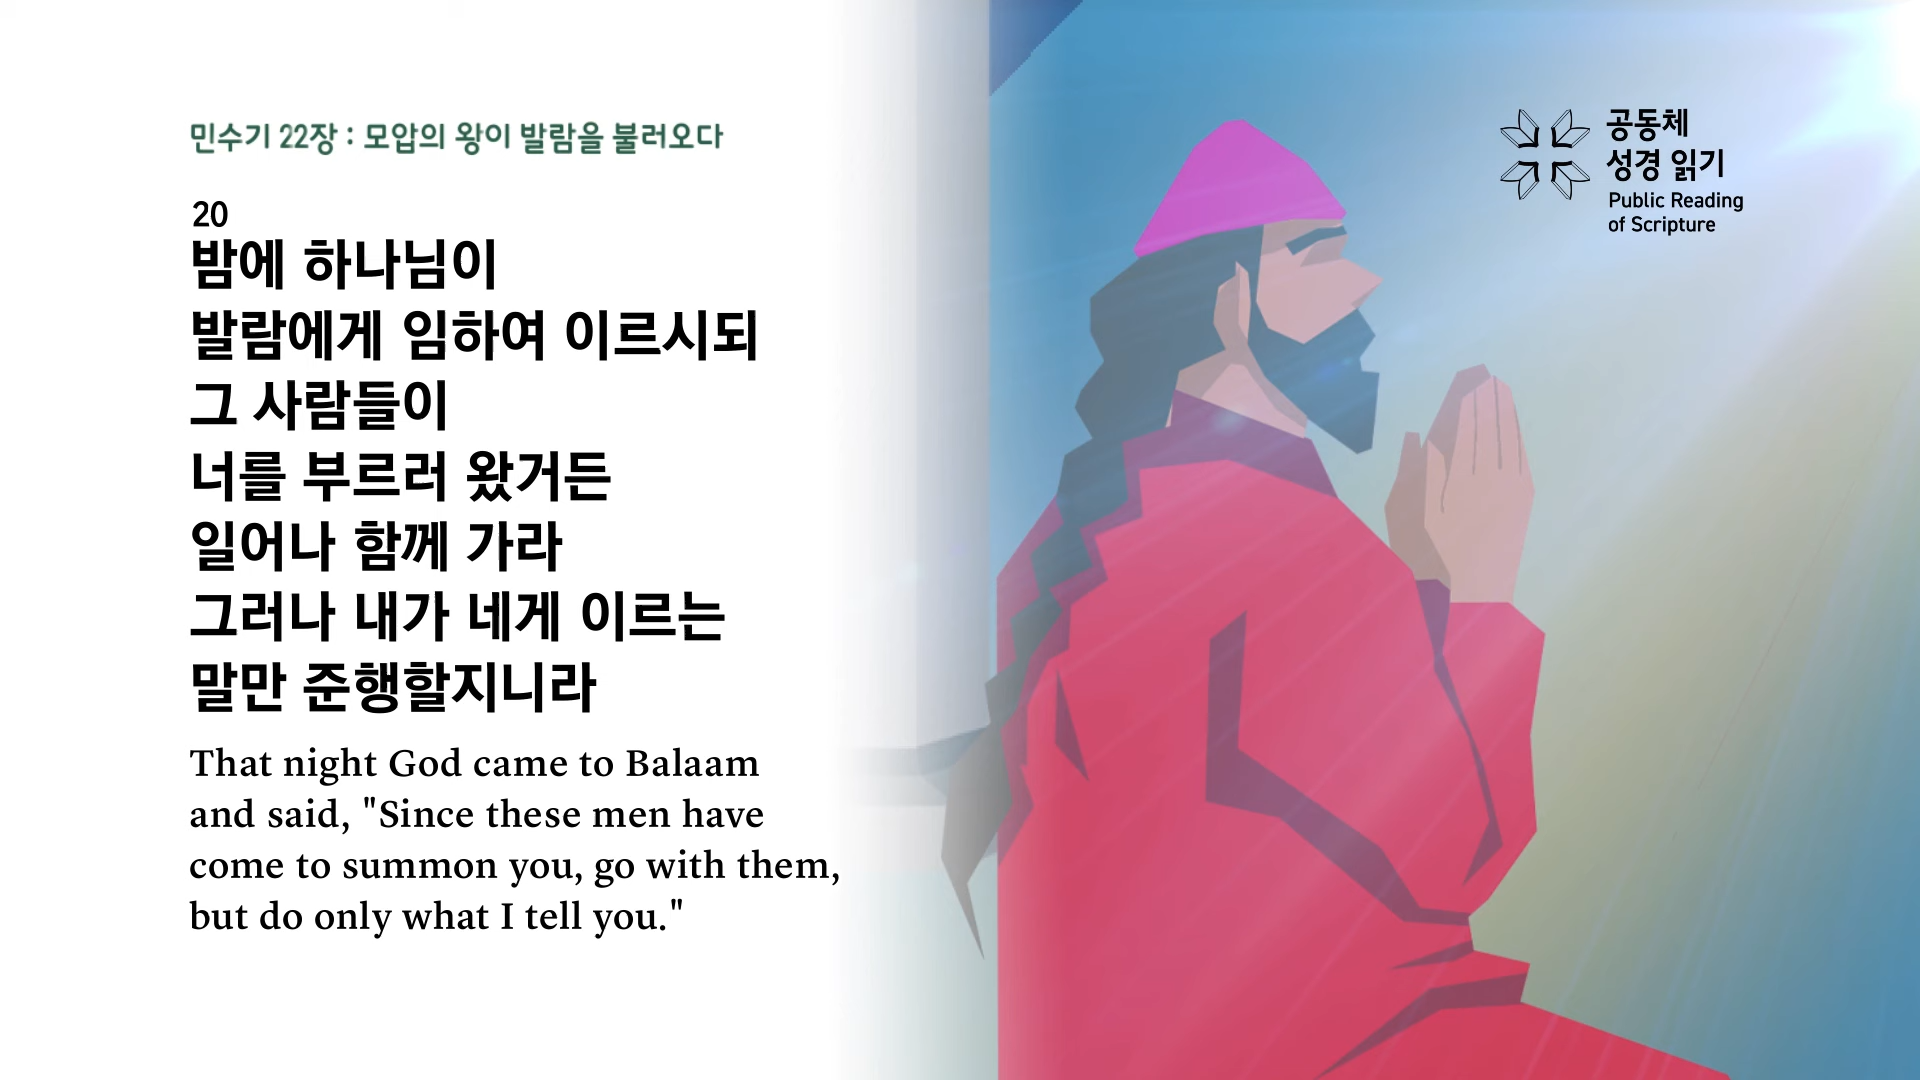 민수기 22장 : 모압의 왕이 발람을 불러오다
20
밤에 하나님이
발람에게 임하여 이르시되
그 사람들이
너를 부르러 왔거든
일어나 함께 가라
그러나 내가 네게 이르는
말만 준행할지니라
That night God came to Balaam
and said, "Since these men have
come to summon you, go with them,
but do only what I tell you."
공동체
성경 읽기
Public Reading
of Scripture